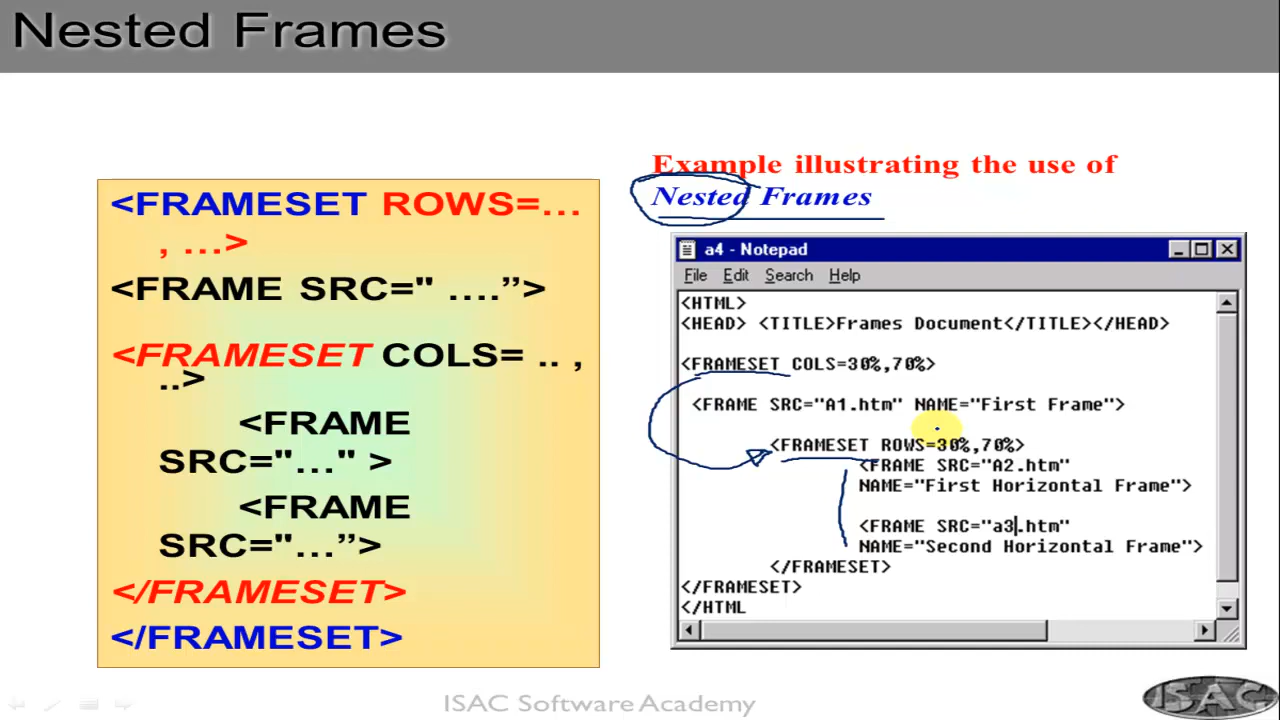 Nested Frames
<FRAMESET ROWS=…
, …>
<FRAME SRC=" ….”>
<FRAMESET COLS= .. ,
..>
<FRAME
SRC="…" >
<FRAME
SRC="…”>
</FRAMESET>
</FRAMESET>
Example illustrating the use of
Nested Frames
a4 - Notepad
File Edit Search Help
<HTML>
<HEAD> <TITLE>Frames Document</TITLE></HEAD>
<FRAMESET COLS=30%,70%>
<FRAME SRC="A1.htm" NAME="First Frame">
<FRAMESET ROWS=30%,70%>
<FRAME SRC="A2.htm"
NAME="First Horizontal Frame">
<FRAME SRC="a3.htm"
NAME="Second Horizontal Frame">
</FRAMESET>
</FRAMESET>
</HTML
ISAC Software Academy
ISAC